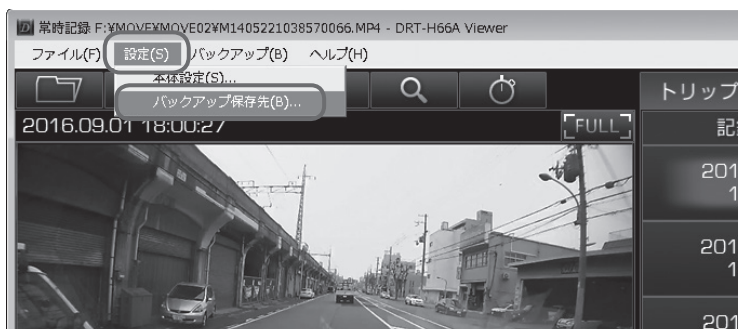 常時記録 F:¥MOVE¥MOVE02¥M1405221038570066.MP4 - DRT-H66A Viewer
ファイル(F) 設定(S) バックアップ(B) ヘルプ(H)
本体設定(S)...
バックアップ保存先(B)...
トリップ
2016.09.01 18:00:27
FULL
201
1
201
1
201